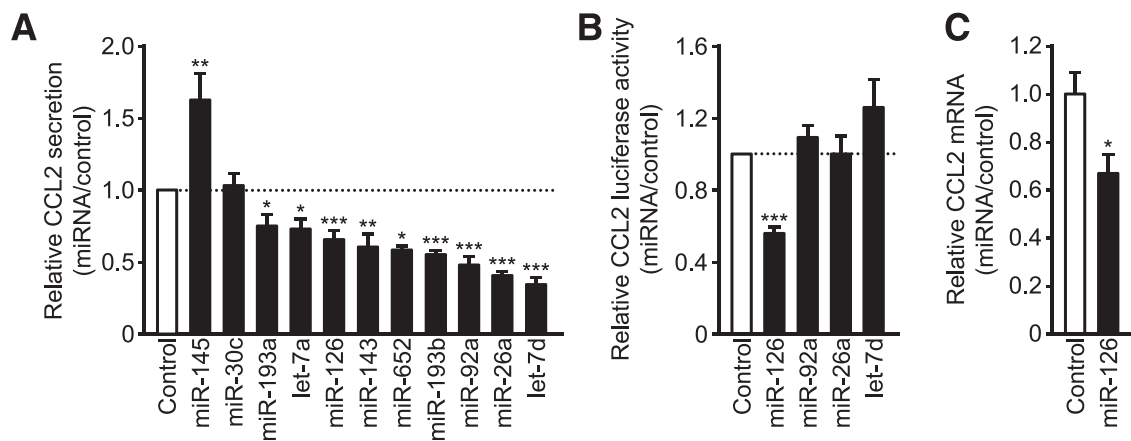 A
Relative CCL2 secretion
(miRNA/control)
2.0
1.5
1.0
0.5
0
**
*
*
***
**
*
***
***
***
***
Control
miR-145
miR-30c
miR-193a
let-7a
miR-126
miR-143
miR-652
miR-193b
miR-92a
miR-26a
let-7d
B
Relative CCL2 luciferase activity
(miRNA/control)
1.6
1.2
0.8
0.4
0
***
Control
miR-126
miR-92a
miR-26a
let-7d
C
Relative CCL2 mRNA
(miRNA/control)
1.2
1.0
0.8
0.6
0.4
0.2
0
*
Control
miR-126